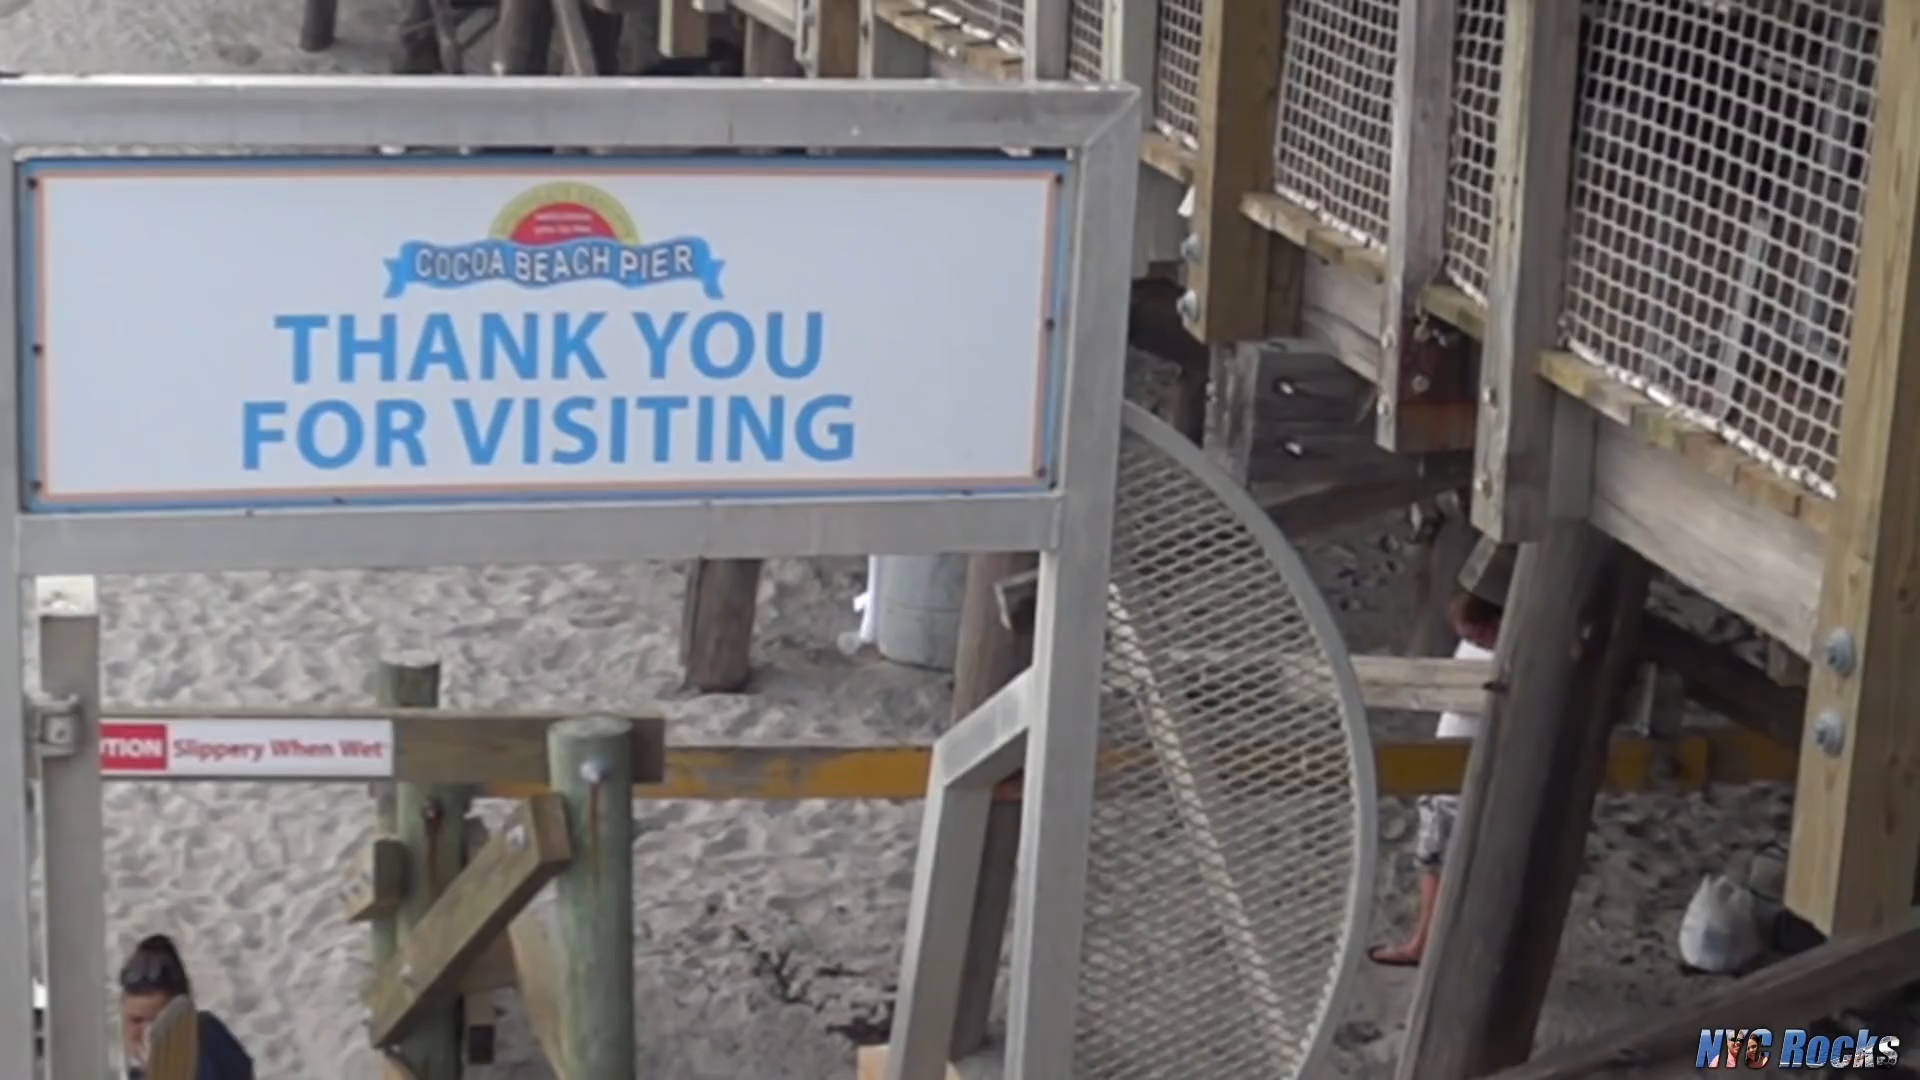 COCOA BEACH PIER
THANK YOU
FOR VISITING
TION Slippery When Wet
NYC Rocks